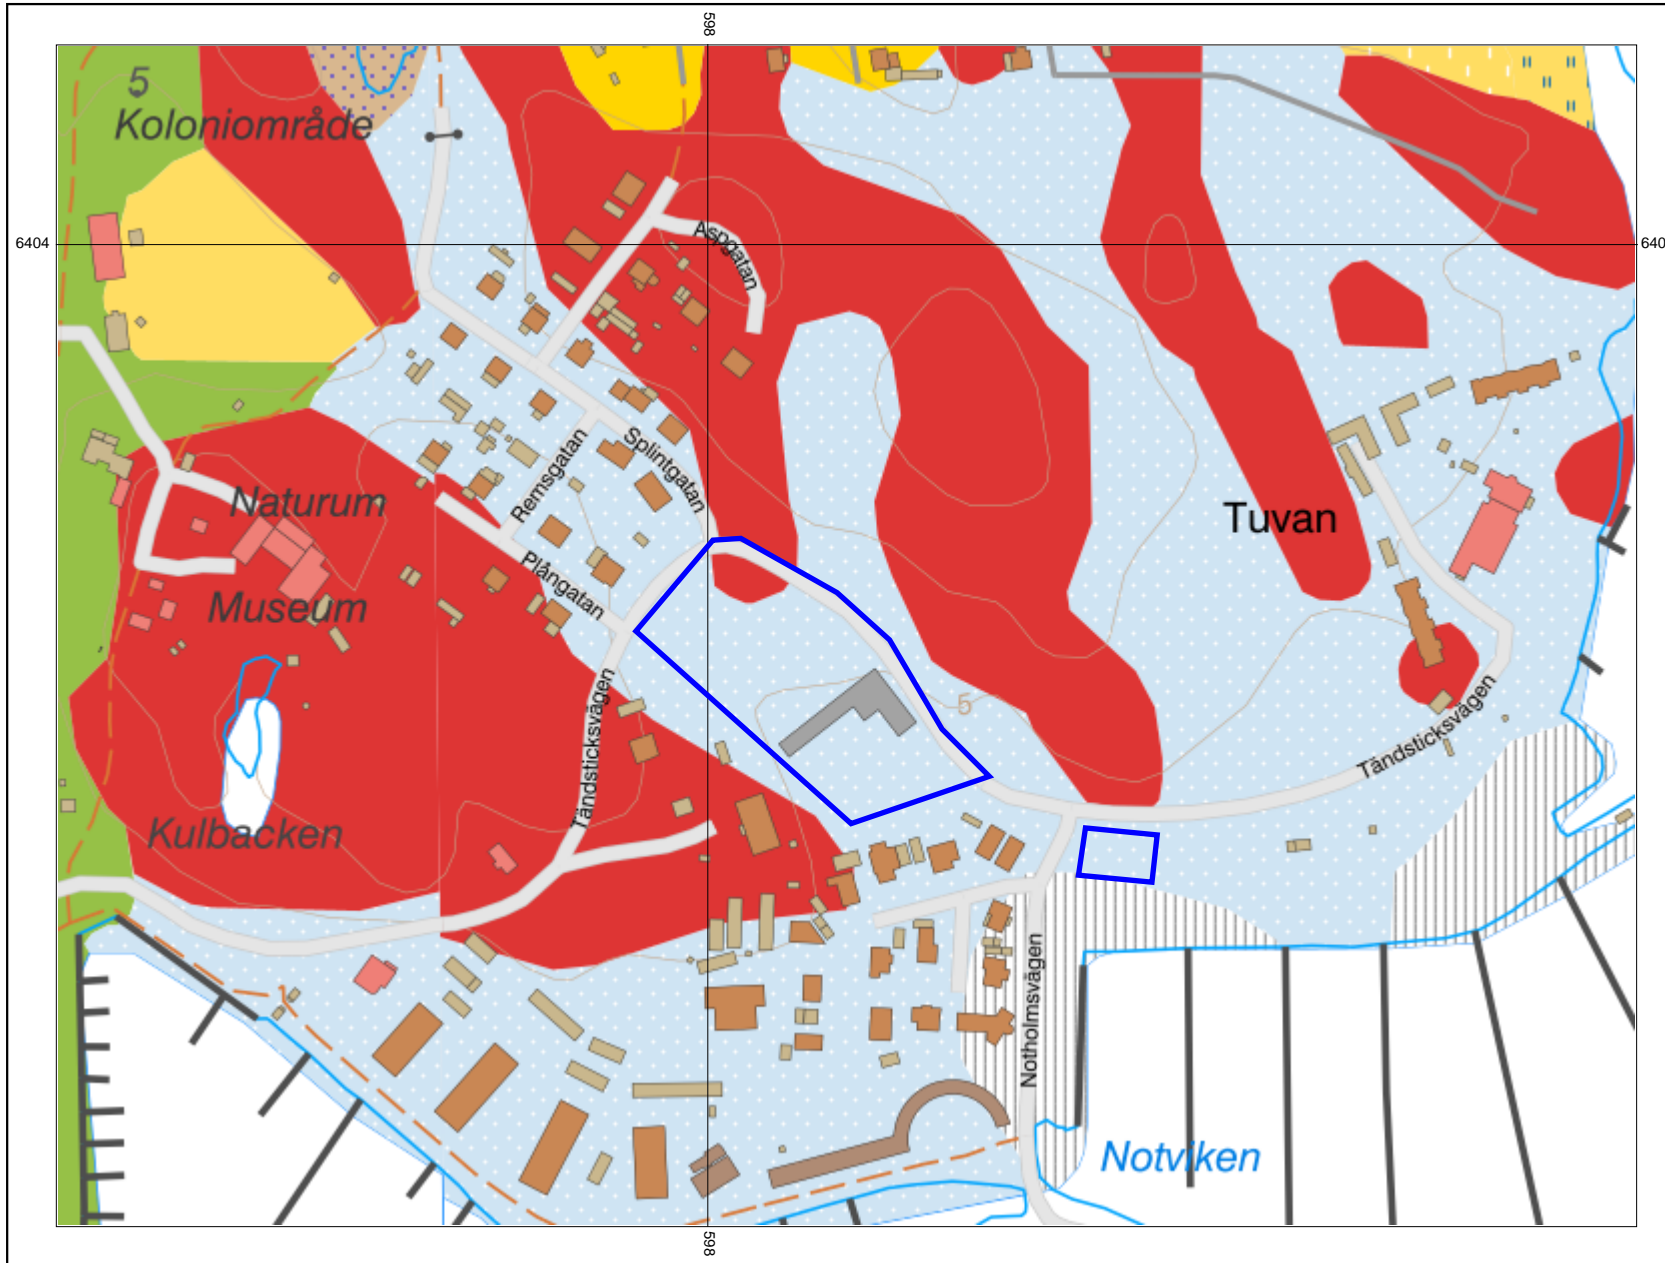 598
5
Koloniområde
6404
640
Aspgatan
Splintgatan
Remsgatan
Naturum
Tuvan
Plångatan
Museum
Tändsticksvägen
5
Tändsticksvägen
Kulbacken
Notholmsvägen
Notviken
598